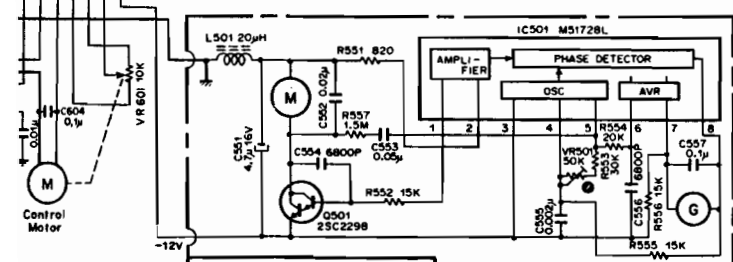 IC501 M51728L
L501 20μH
R551 820
AMPLI-
FIER
PHASE DETECTOR
OSC
AVR
M
C552 0.02μ
R557
1.5M
C553
0.05μ
1 2 3 4 5 6 7 8
VR601 10K
C604
0,1μ
0.01μ
M
Control
Motor
C551
4,7μ 16V
C554 6800P
Q501
2SC2298
R552 15K
VR501
50K
R553
30K
R554
20K
C555
0.002μ
C556
6800P
R556 15K
C557
0.1μ
G
R555 15K
-12V